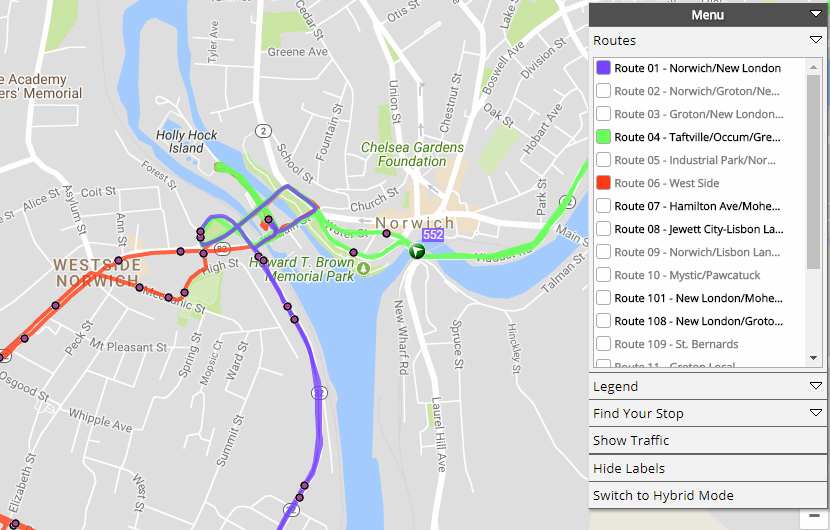 Menu
Routes
Route 01 - Norwich/New London
Route 02 - Norwich/Groton/Ne...
Route 03 - Groton/New London...
Route 04 - Taftville/Occum/Gre...
Route 05 - Industrial Park/Nor...
Route 06 - West Side
Route 07 - Hamilton Ave/Mohe...
Route 08 - Jewett City-Lisbon La...
Route 09 - Norwich/Lisbon Lan...
Route 10 - Mystic/Pawcatuck
Route 101 - New London/Mohe...
Route 108 - New London/Groto...
Route 109 - St. Bernards
Route 11 - Groton Local
Legend
Find Your Stop
Show Traffic
Hide Labels
Switch to Hybrid Mode
Otis St
Tyler Ave
Greene Ave
Boswell Ave
Lake St
Division St
e Academy
ers' Memorial
Union St
Chestnut St
Oak St
Hobart Ave
Fountain St
2
Holly Hock
Island
School St
Chelsea Gardens
Foundation
Forest St
Asylum St
Coit St
Alice St
Ann St
Church St
Park St
Norwich
552
Water St
Main St
82
High St
WESTSIDE
NORWICH
Howard T. Brown
Memorial Park
Viaduct Rd
Talman St
Mechanic St
Peck St
Mt Pleasant St
Spring St
Mopsic Ct
Ward St
New Wharf Rd
Spruce St
Hinckley St
Osgood St
Whipple Ave
Summit St
Laurel Hill Ave
West St
Elizabeth St
32
32